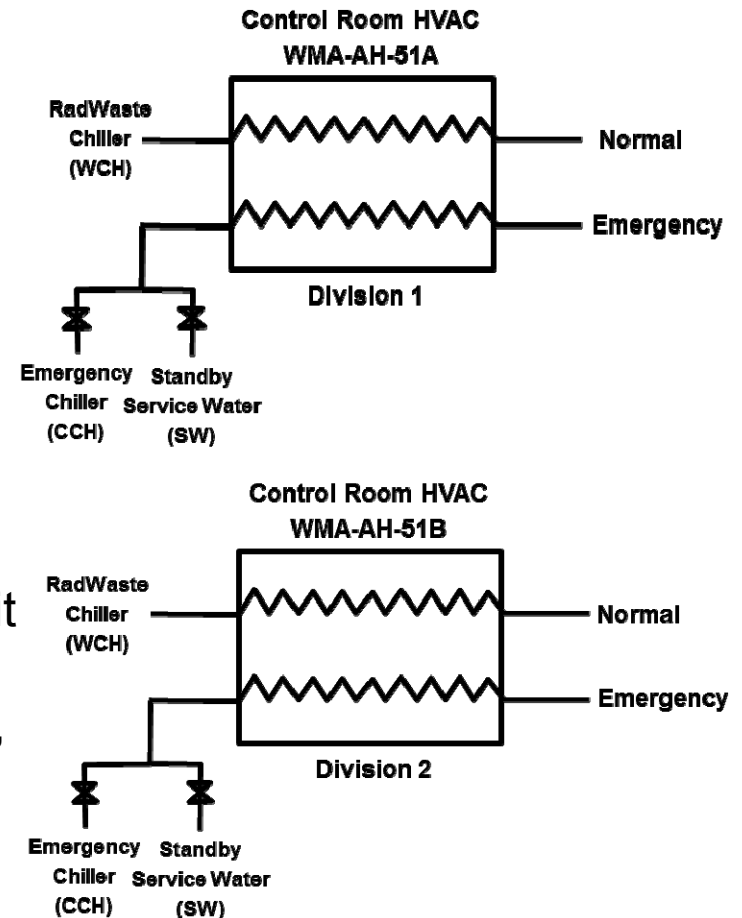 Control Room HVAC
WMA-AH-51A
RadWaste
Chiller
(WCH)
Normal
Emergency
Division 1
Emergency Standby
Chiller Service Water
(CCH) (SW)
Control Room HVAC
WMA-AH-51B
RadWaste
Chiller
(WCH)
Normal
Emergency
Division 2
Emergency Standby
Chiller Service Water
(CCH) (SW)